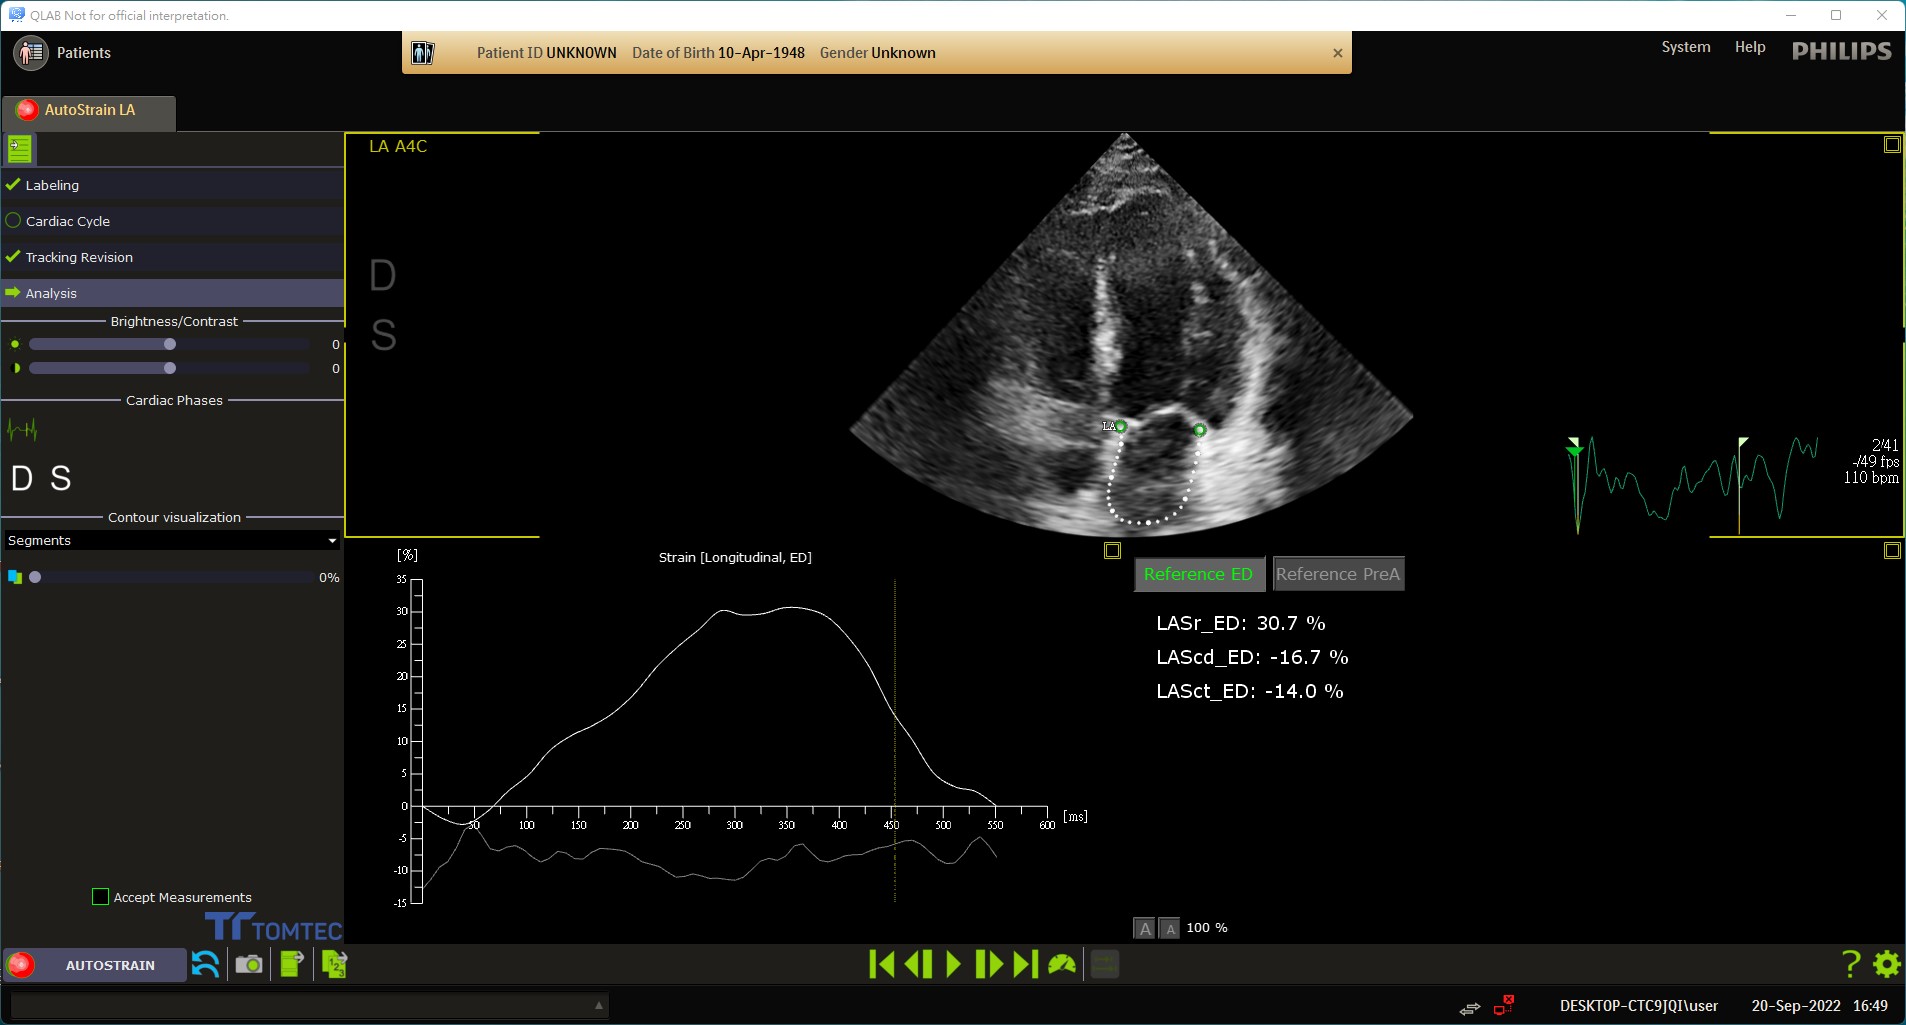 QLAB Not for official interpretation.
Patients
Patient ID UNKNOWN Date of Birth 10-Apr-1948 Gender Unknown
System Help PHILIPS
AutoStrain LA
Labeling
Cardiac Cycle
Tracking Revision
Analysis
Brightness/Contrast
0
0
Cardiac Phases
D S
Contour visualization
Segments
0%
Accept Measurements
TOMTEC
LA A4C
D
S
LA
2/41
-/49 fps
110 bpm
[%]
Strain [Longitudinal, ED]
35
30
25
20
15
10
5
0
-5
-10
-15
50 100 150 200 250 300 350 400 450 500 550 600 [ms]
Reference ED Reference PreA
LASr_ED: 30.7 %
LAScd_ED: -16.7 %
LASct_ED: -14.0 %
A A 100 %
AUTOSTRAIN
1 2 3
?
DESKTOP-CTC9JQI\user 20-Sep-2022 16:49